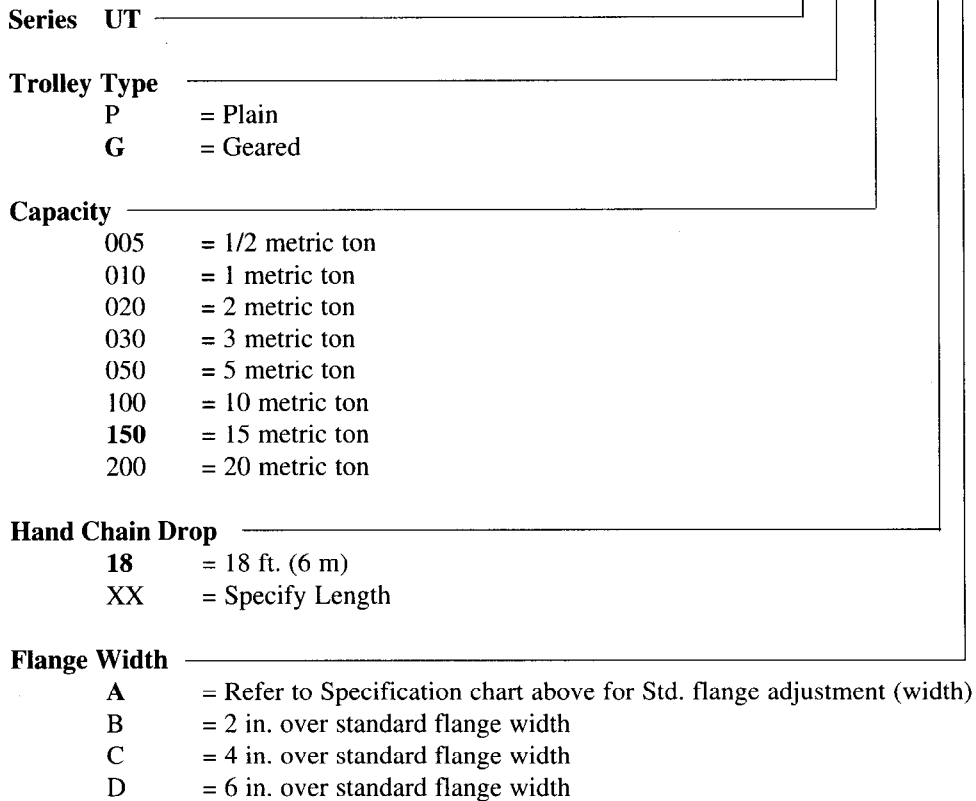 Series UT
Trolley Type
P = Plain
G = Geared
Capacity
005 = 1/2 metric ton
010 = 1 metric ton
020 = 2 metric ton
030 = 3 metric ton
050 = 5 metric ton
100 = 10 metric ton
150 = 15 metric ton
200 = 20 metric ton
Hand Chain Drop
18 = 18 ft. (6 m)
XX = Specify Length
Flange Width
A = Refer to Specification chart above for Std. flange adjustment (width)
B = 2 in. over standard flange width
C = 4 in. over standard flange width
D = 6 in. over standard flange width